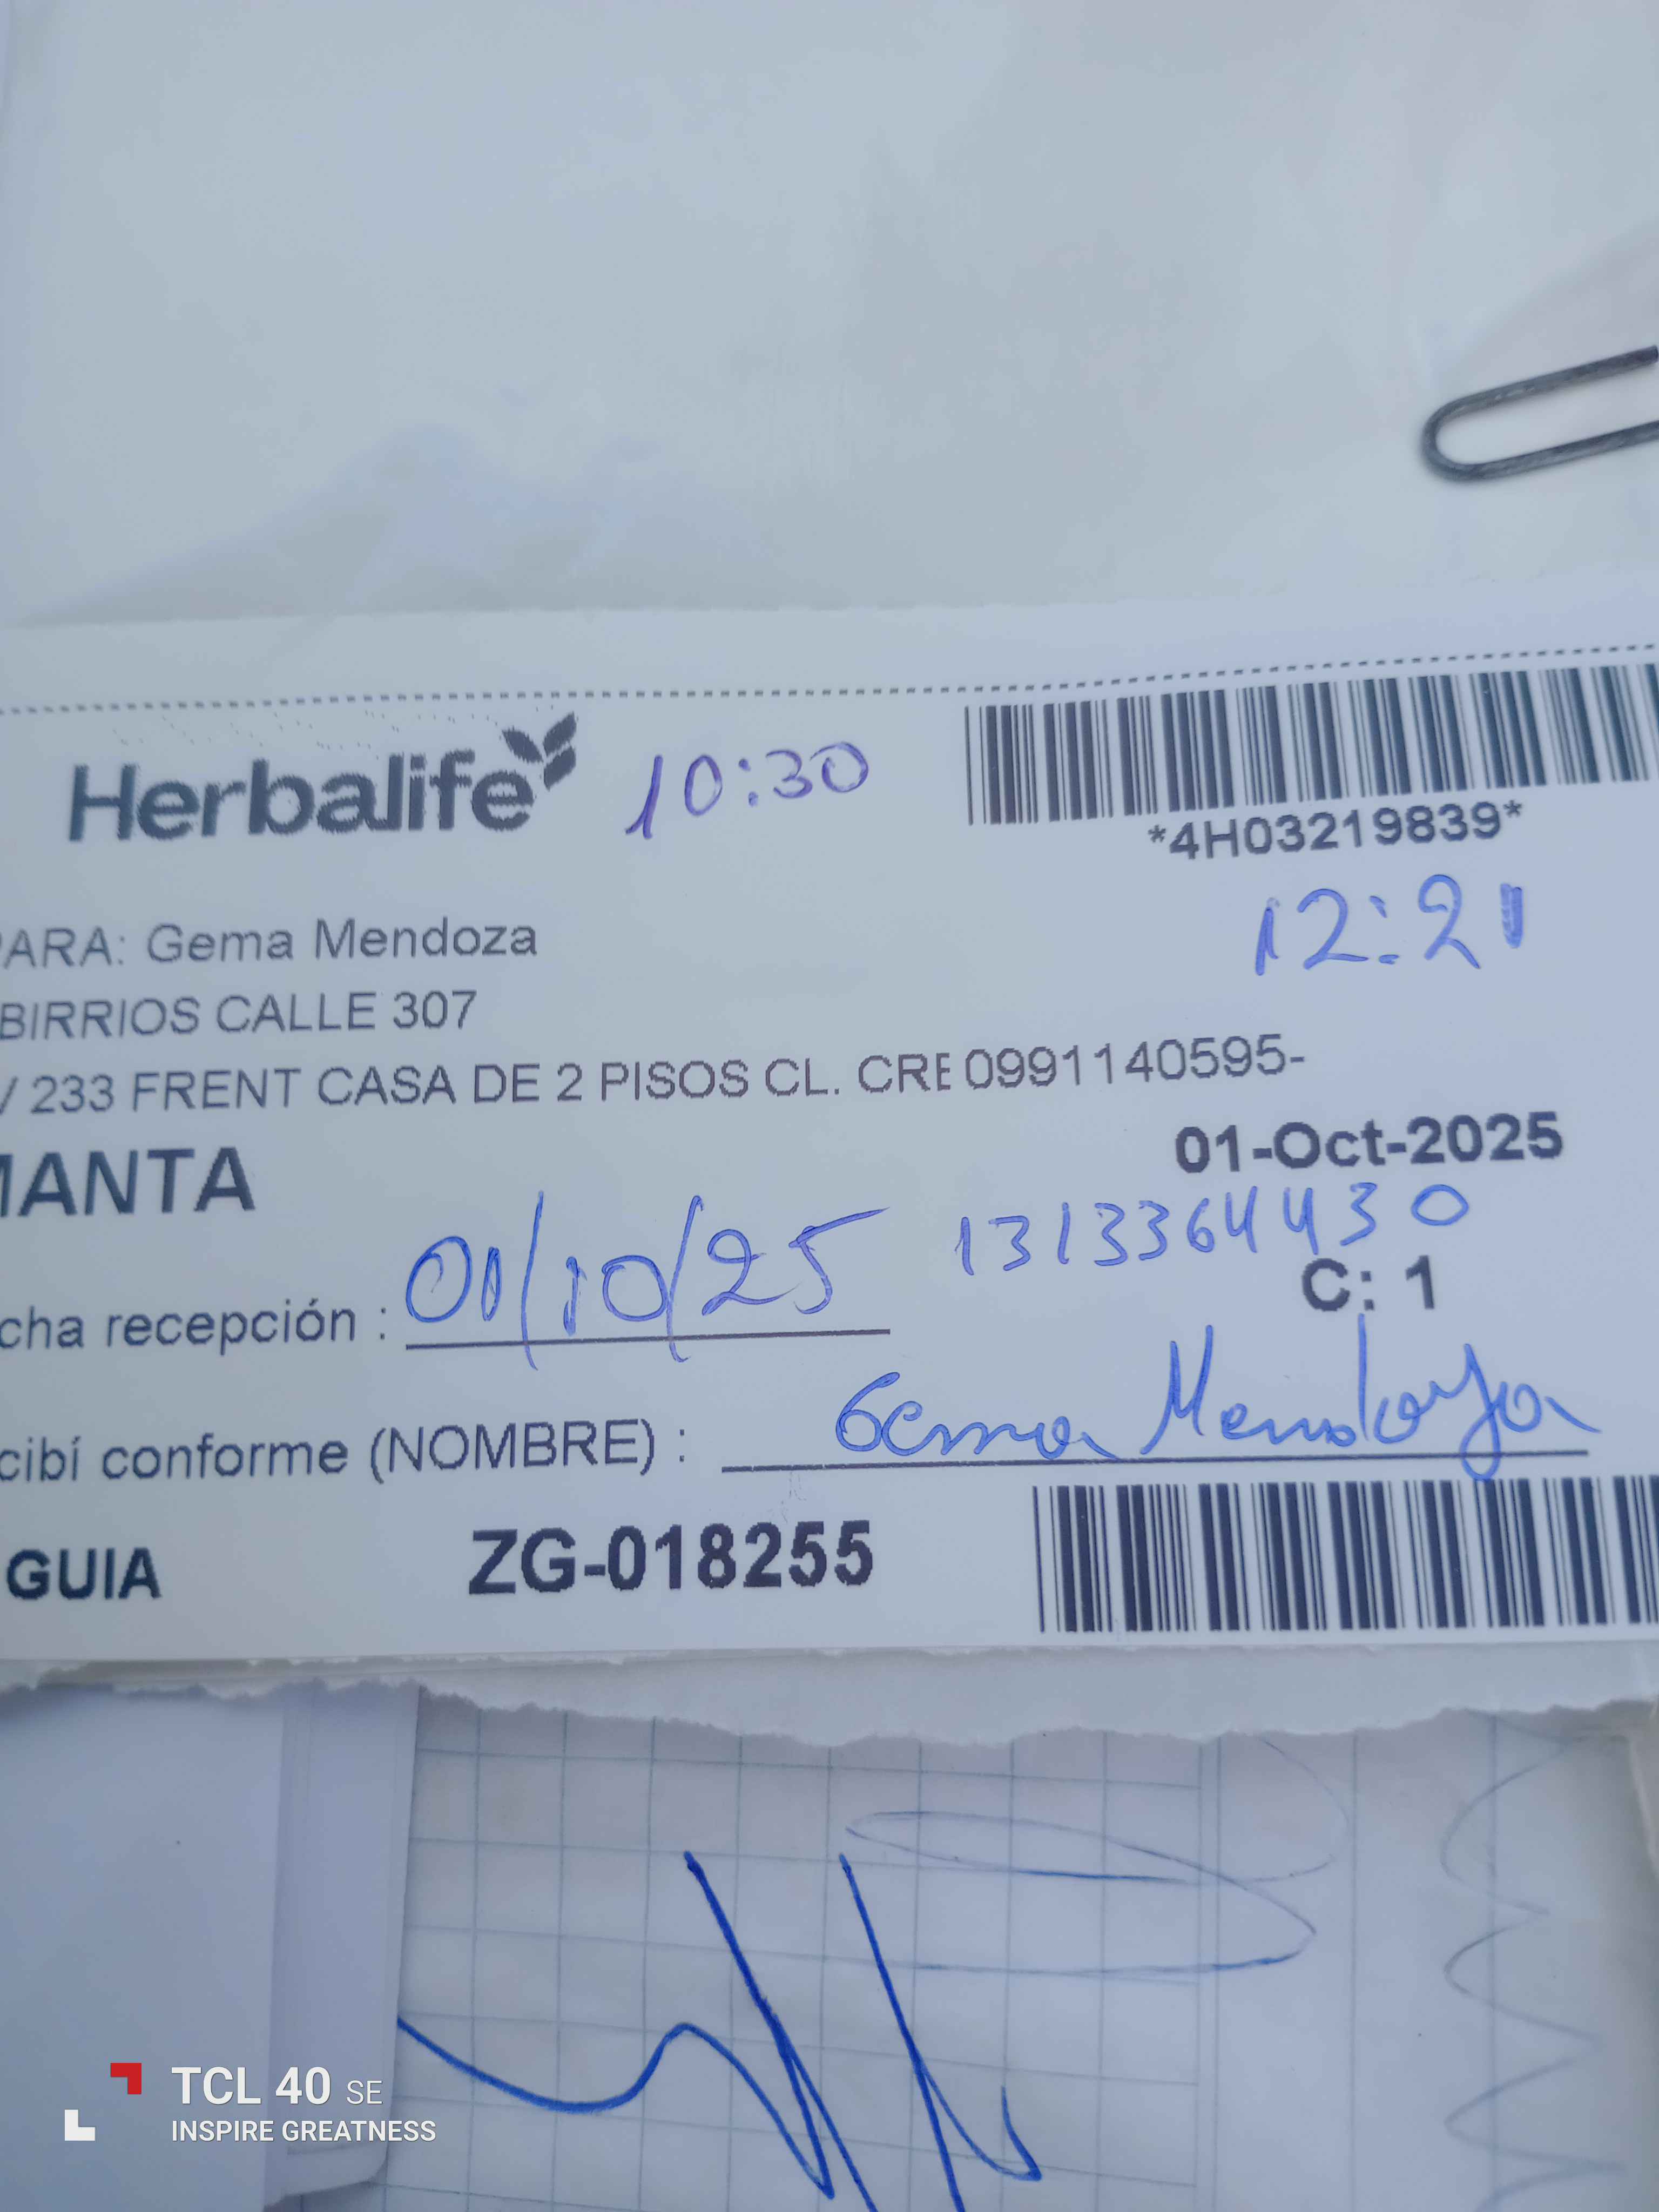 Herbalife 10:30
*4H03219839*
12:21
PARA: Gema Mendoza
BIRRIOS CALLE 307
/ 233 FRENT CASA DE 2 PISOS CL. CRE 0991140595-
MANTA
01-Oct-2025
1313364430
cha recepción : 01/10/25
C: 1
cibí conforme (NOMBRE) : Gema Mendoza
GUIA ZG-018255
TCL 40 SE
INSPIRE GREATNESS